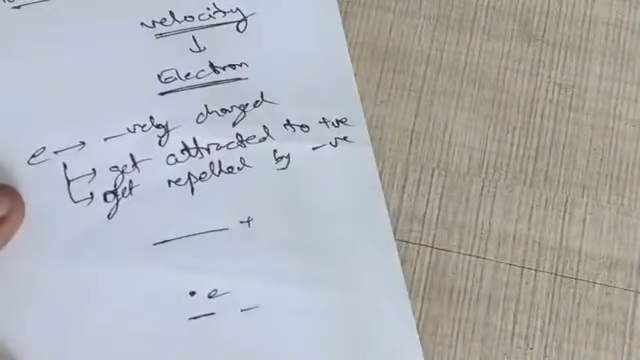 velocity
↓
Electron
e → -vely charged
↳ get attracted to +ve
↳ get repelled by -ve
+
• e
-